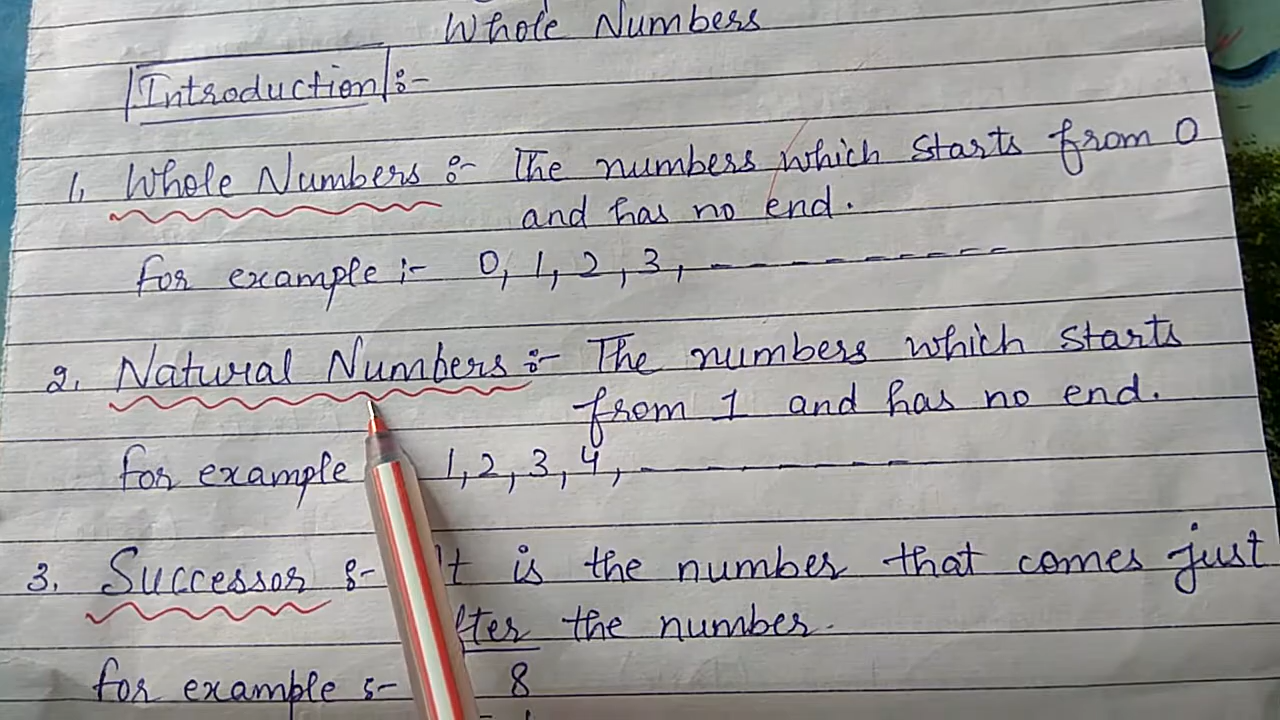 Whole Numbers
Introduction :-
1. Whole Numbers :- The numbers which starts from 0
and has no end.
for example :- 0, 1, 2, 3, ----------
2. Natural Numbers :- The numbers which starts
from 1 and has no end.
for example 1, 2, 3, 4, --------
3. Successor :- It is the number that comes just
fter the number.
for example :- 8